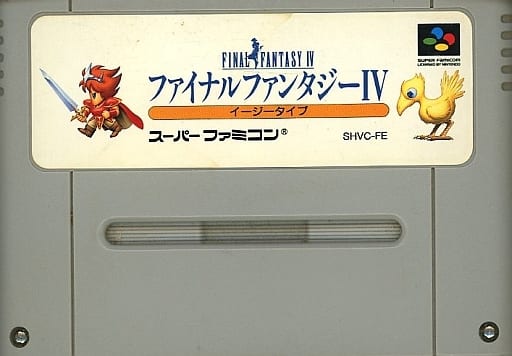 FINAL FANTASY IV
ファイナルファンタジーIV
イージータイプ
スーパーファミコン®
SHVC-FE
SUPER FAMICOM
LICENSED BY NINTENDO